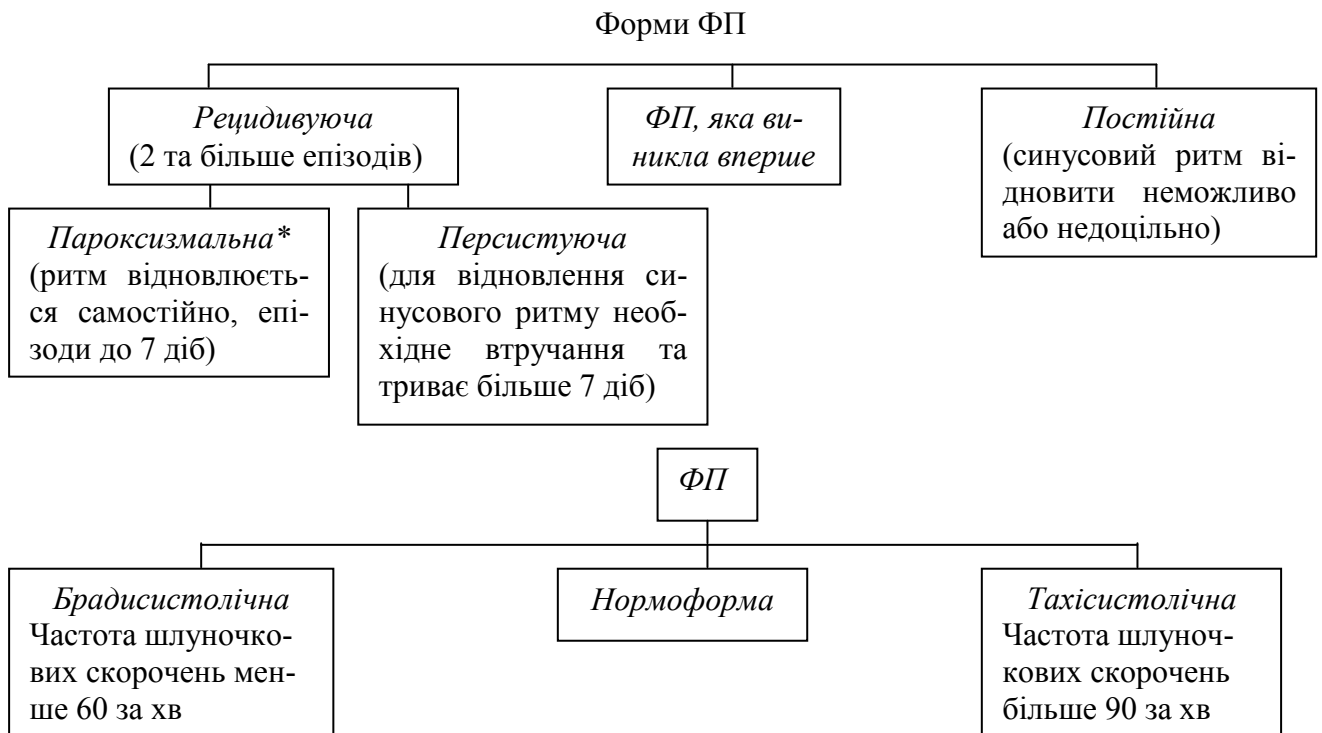 Форми ФП
Рецидивуюча
(2 та більше епізодів)
ФП, яка ви-
никла вперше
Постійна
(синусовий ритм ві-
дновити неможливо
або недоцільно)
Пароксизмальна*
(ритм відновлюєть-
ся самостійно, епі-
зоди до 7 діб)
Персистуюча
(для відновлення си-
нусового ритму необ-
хідне втручання та
триває більше 7 діб)
ФП
Брадисистолічна
Частота шлуночко-
вих скорочень мен-
ше 60 за хв
Нормоформа
Тахісистолічна
Частота шлуноч-
кових скорочень
більше 90 за хв